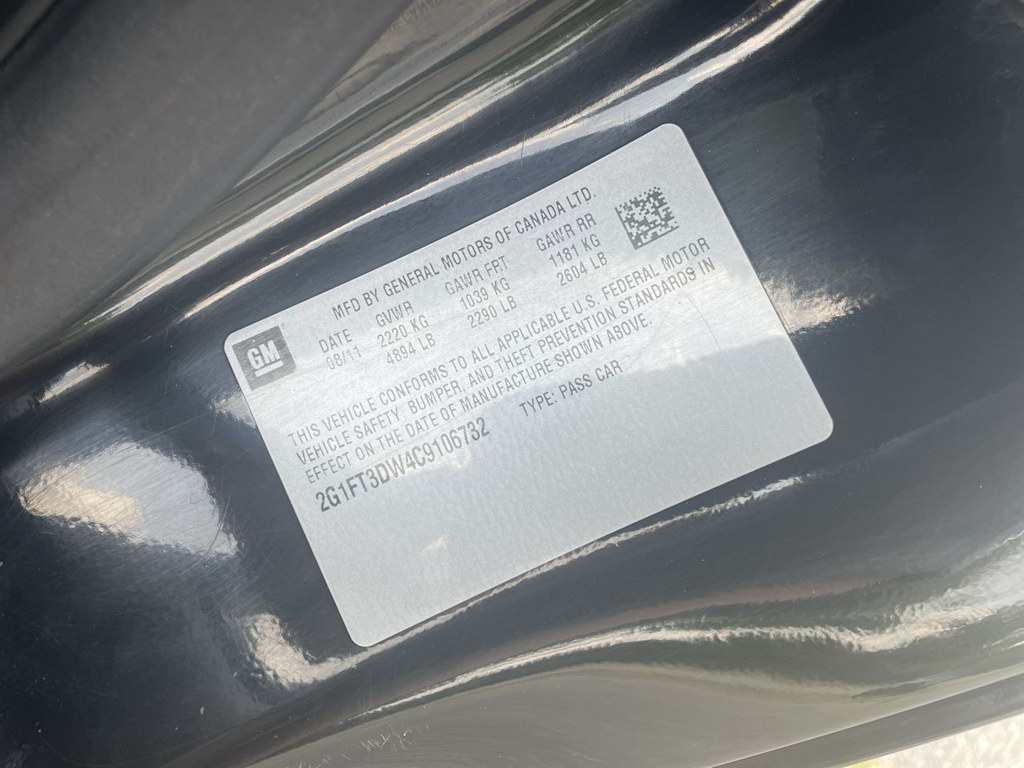 GM
MFD BY GENERAL MOTORS OF CANADA LTD.
DATE GVWR GAWR FRT GAWR RR
08/11 2220 KG 1039 KG 1181 KG
4894 LB 2290 LB 2604 LB
THIS VEHICLE CONFORMS TO ALL APPLICABLE U.S. FEDERAL MOTOR
VEHICLE SAFETY, BUMPER, AND THEFT PREVENTION STANDARDS IN
EFFECT ON THE DATE OF MANUFACTURE SHOWN ABOVE.
2G1FT3DW4C9106732 TYPE: PASS CAR